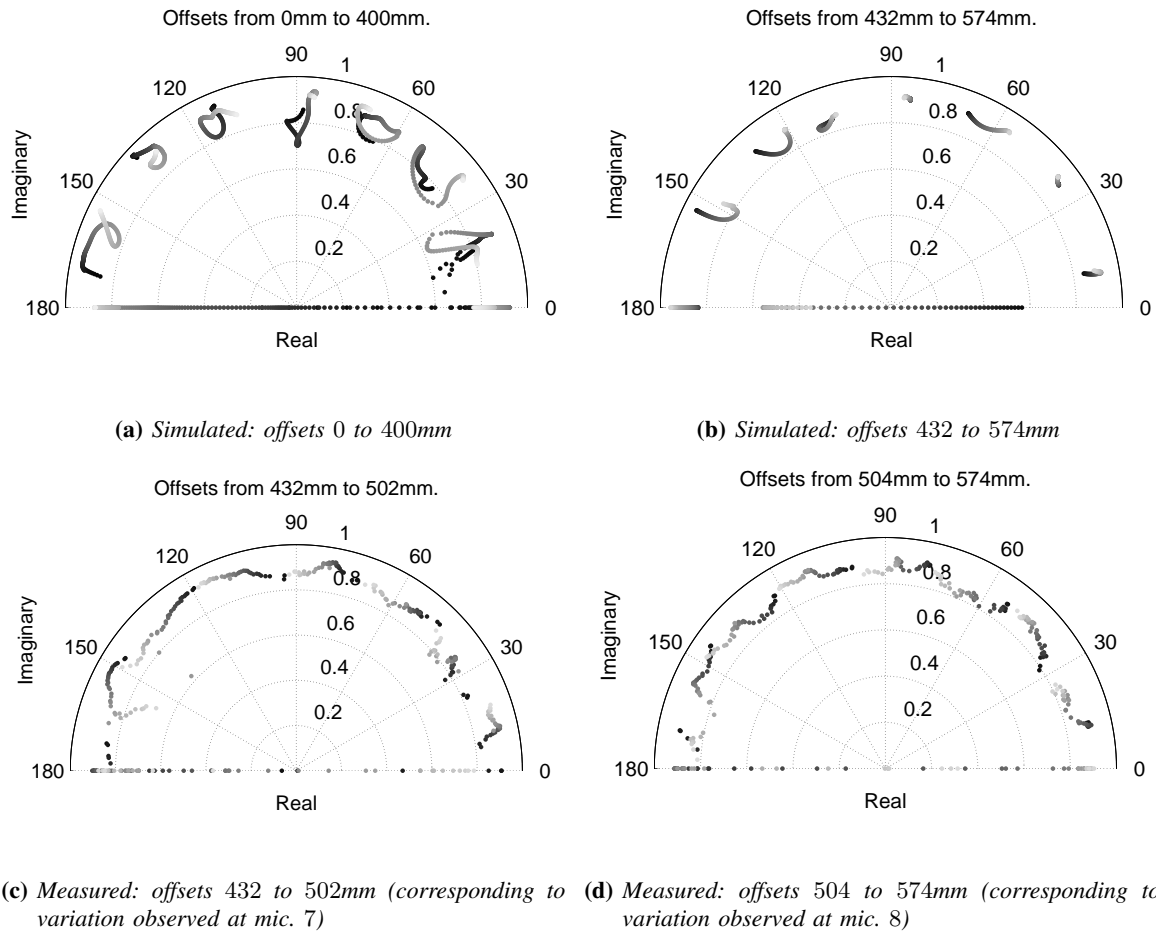 Offsets from 0mm to 400mm.
90
1
120
60
0.8
0.6
150
30
0.4
0.2
Imaginary
180
0
Real
(a) Simulated: offsets 0 to 400mm
Offsets from 432mm to 574mm.
90
1
120
60
0.8
0.6
150
30
0.4
0.2
Imaginary
180
0
Real
(b) Simulated: offsets 432 to 574mm
Offsets from 432mm to 502mm.
90
1
120
60
0.8
0.6
150
30
0.4
0.2
Imaginary
180
0
Real
(c) Measured: offsets 432 to 502mm (corresponding to
variation observed at mic. 7)
Offsets from 504mm to 574mm.
90
1
120
60
0.8
0.6
150
30
0.4
0.2
Imaginary
180
0
Real
(d) Measured: offsets 504 to 574mm (corresponding to
variation observed at mic. 8)